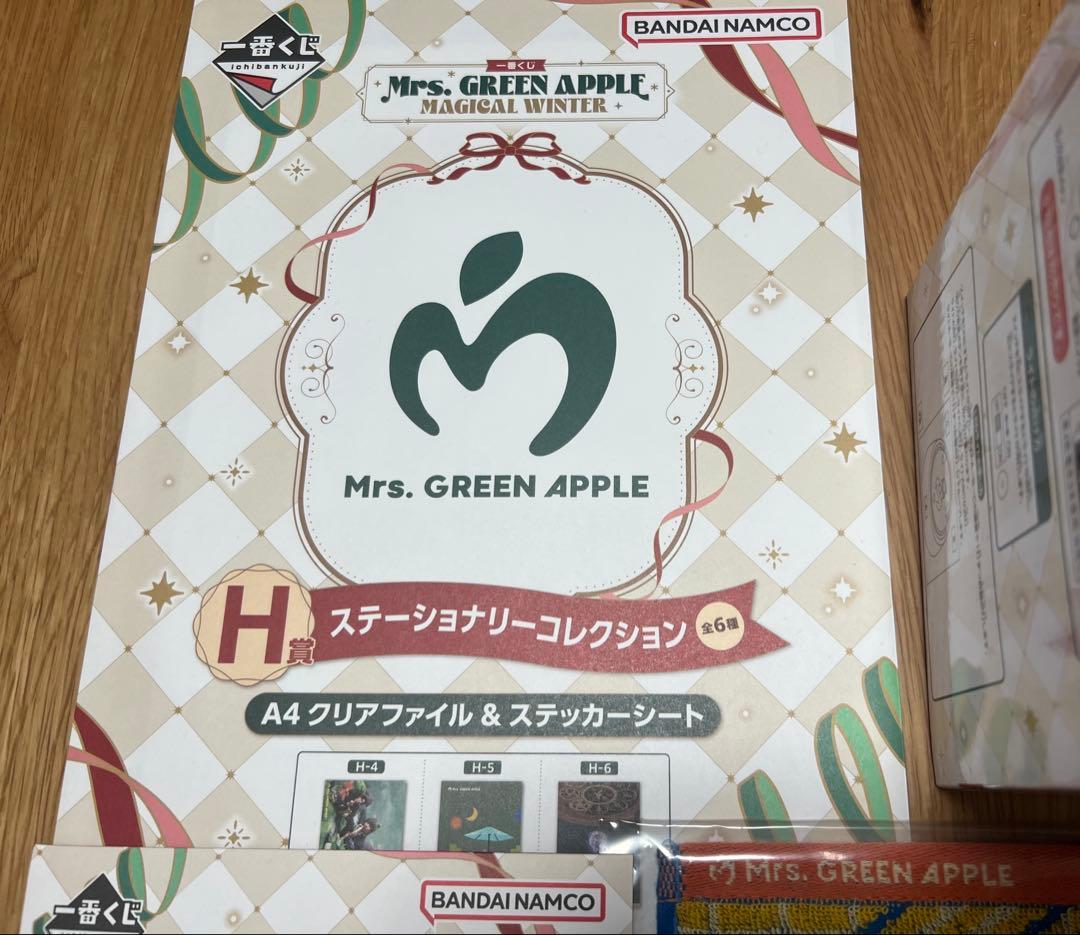 一番くじ
ichibankuji
BANDAI NAMCO
一番くじ
Mrs. GREEN APPLE
MAGICAL WINTER
Mrs. GREEN APPLE
H賞
ステーショナリーコレクション
全6種
A4 クリアファイル & ステッカーシート
H-4
H-5
H-6
一番くじ
BANDAI NAMCO
Mrs. GREEN APPLE